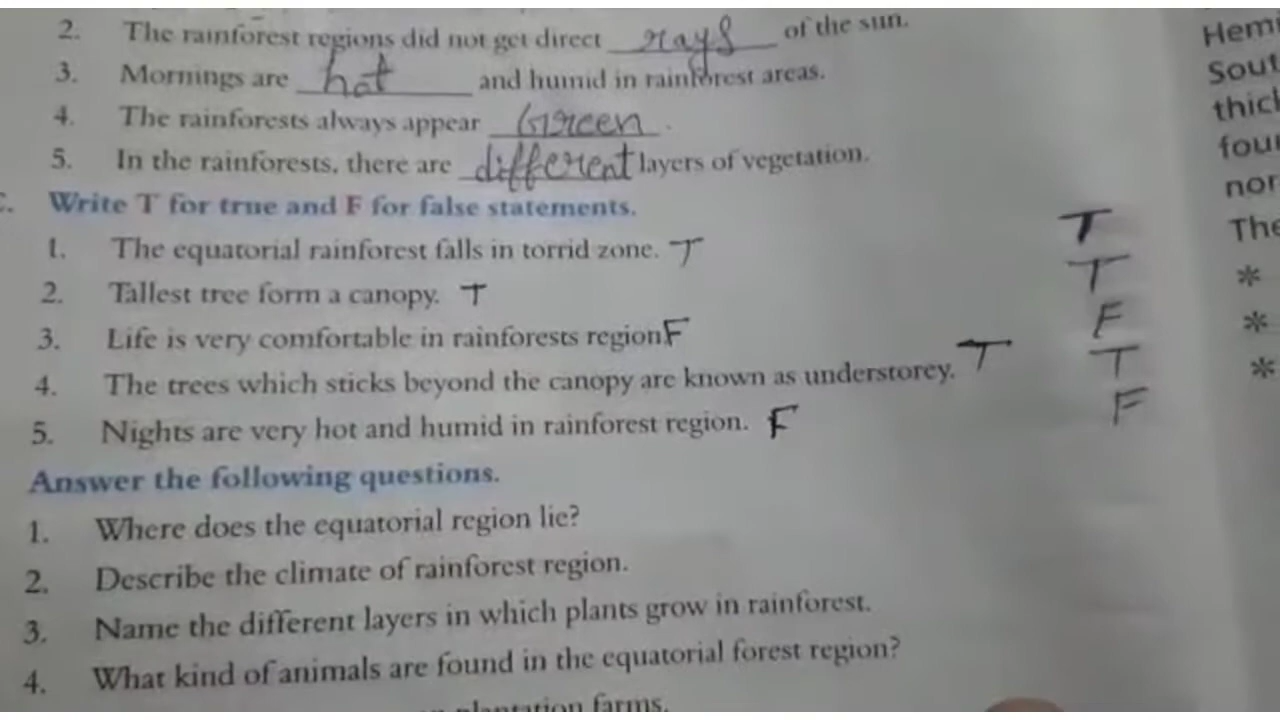 2. The rainforest regions did not get direct rays of the sun.
3. Mornings are hot and humid in rainforest areas.
4. The rainforests always appear Green.
5. In the rainforests, there are different layers of vegetation.
C. Write T for true and F for false statements.
1. The equatorial rainforest falls in torrid zone. T T
2. Tallest tree form a canopy. T T
3. Life is very comfortable in rainforests region F F
4. The trees which sticks beyond the canopy are known as understorey. T T
5. Nights are very hot and humid in rainforest region. F F
Answer the following questions.
1. Where does the equatorial region lie?
2. Describe the climate of rainforest region.
3. Name the different layers in which plants grow in rainforest.
4. What kind of animals are found in the equatorial forest region?
plantation farms.
Hem
Sout
thick
four
nor
The
*
*
*